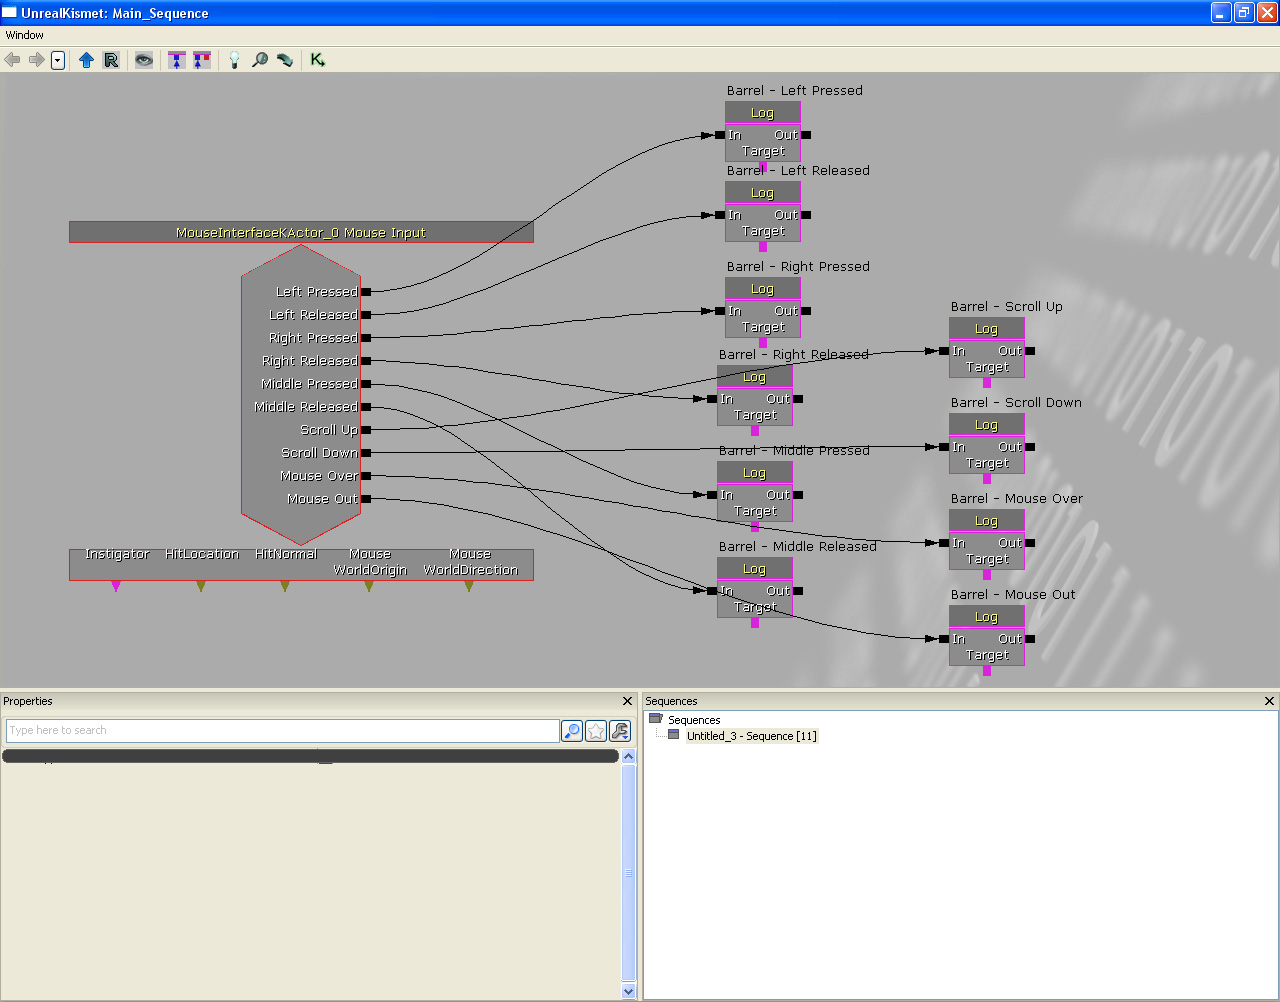 UnrealKismet: Main_Sequence
Window
R
K
Barrel - Left Pressed
Log
In Out
Target
Barrel - Left Released
Log
In Out
Target
MouseInterfaceKActor_0 Mouse Input
Left Pressed
Left Released
Right Pressed
Right Released
Middle Pressed
Middle Released
Scroll Up
Scroll Down
Mouse Over
Mouse Out
Instigator HitLocation HitNormal Mouse WorldOrigin Mouse WorldDirection
Barrel - Right Pressed
Log
In Out
Target
Barrel - Right Released
Log
In Out
Target
Barrel - Middle Pressed
Log
In Out
Target
Barrel - Middle Released
Log
In Out
Target
Barrel - Scroll Up
Log
In Out
Target
Barrel - Scroll Down
Log
In Out
Target
Barrel - Mouse Over
Log
In Out
Target
Barrel - Mouse Out
Log
In Out
Target
Properties
Type here to search
Sequences
Sequences
Untitled_3 - Sequence [11]